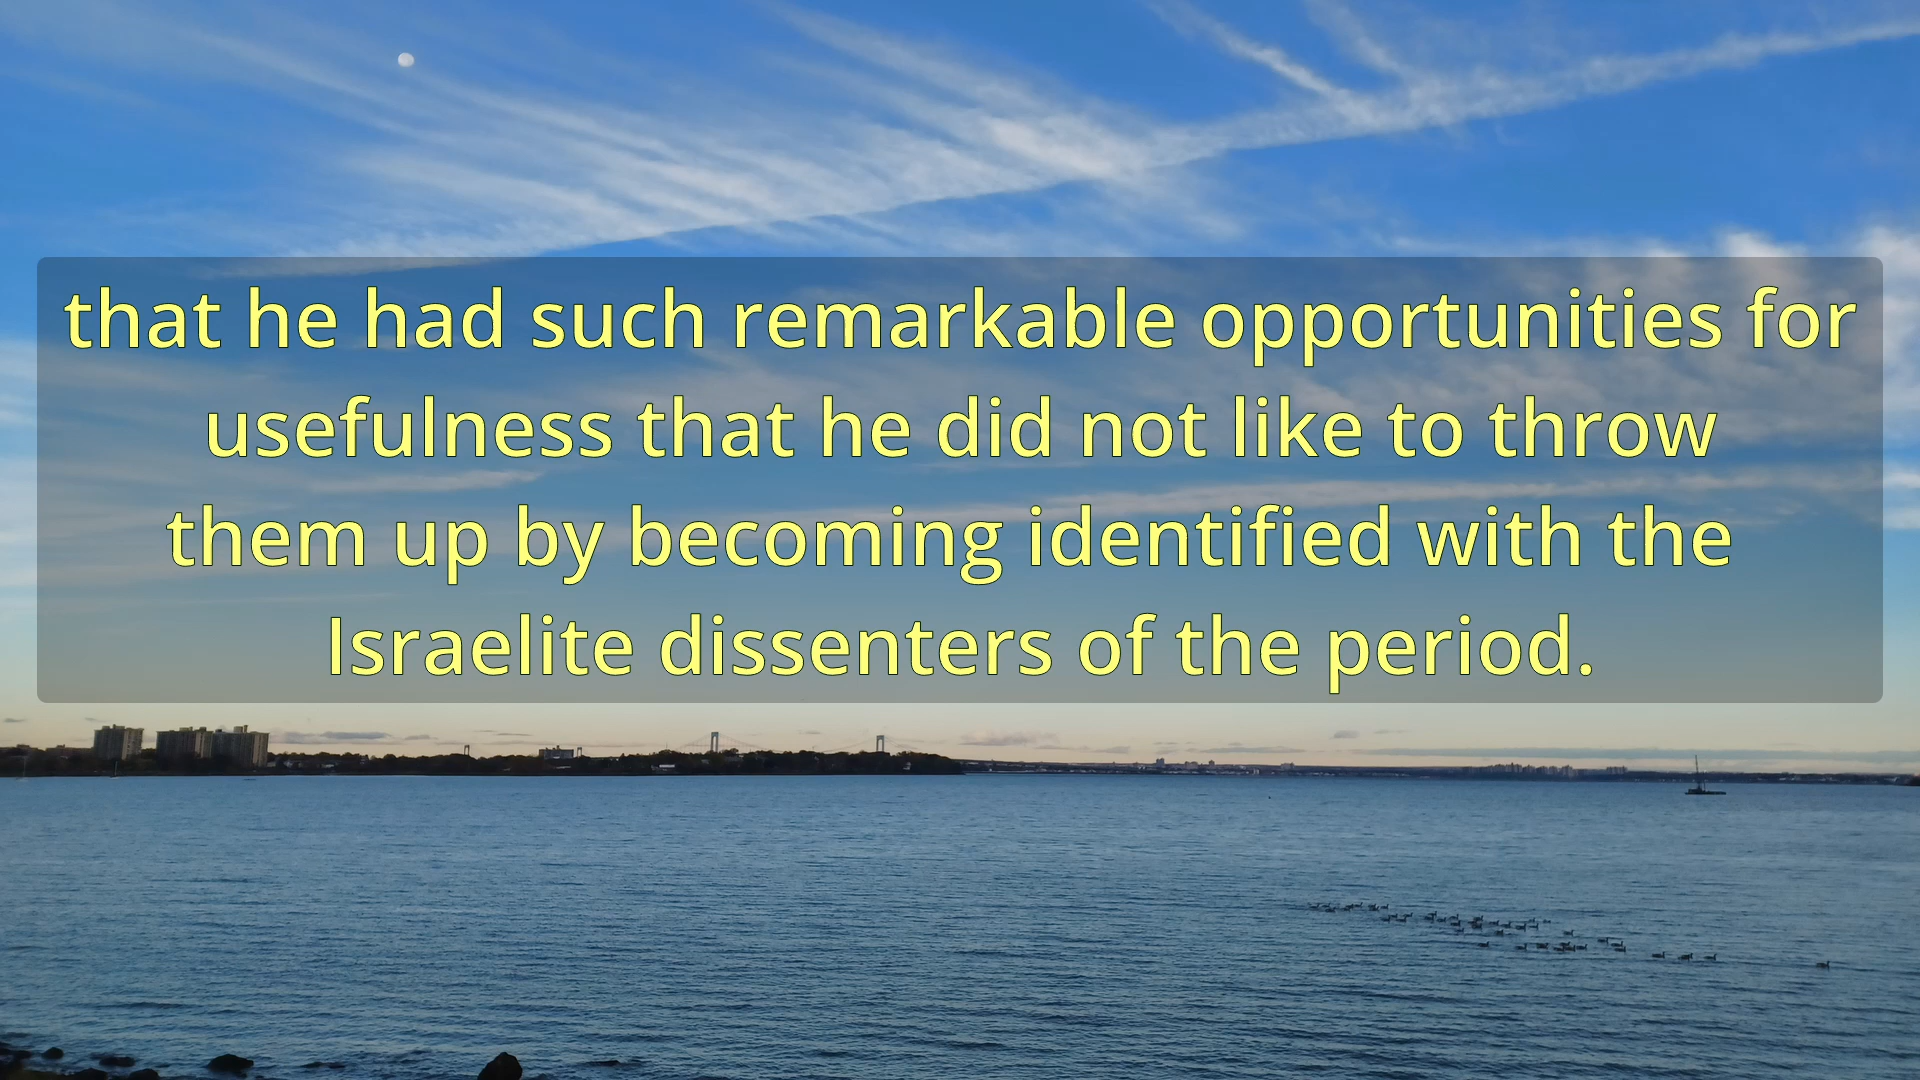 that he had such remarkable opportunities for
usefulness that he did not like to throw
them up by becoming identified with the
Israelite dissenters of the period.